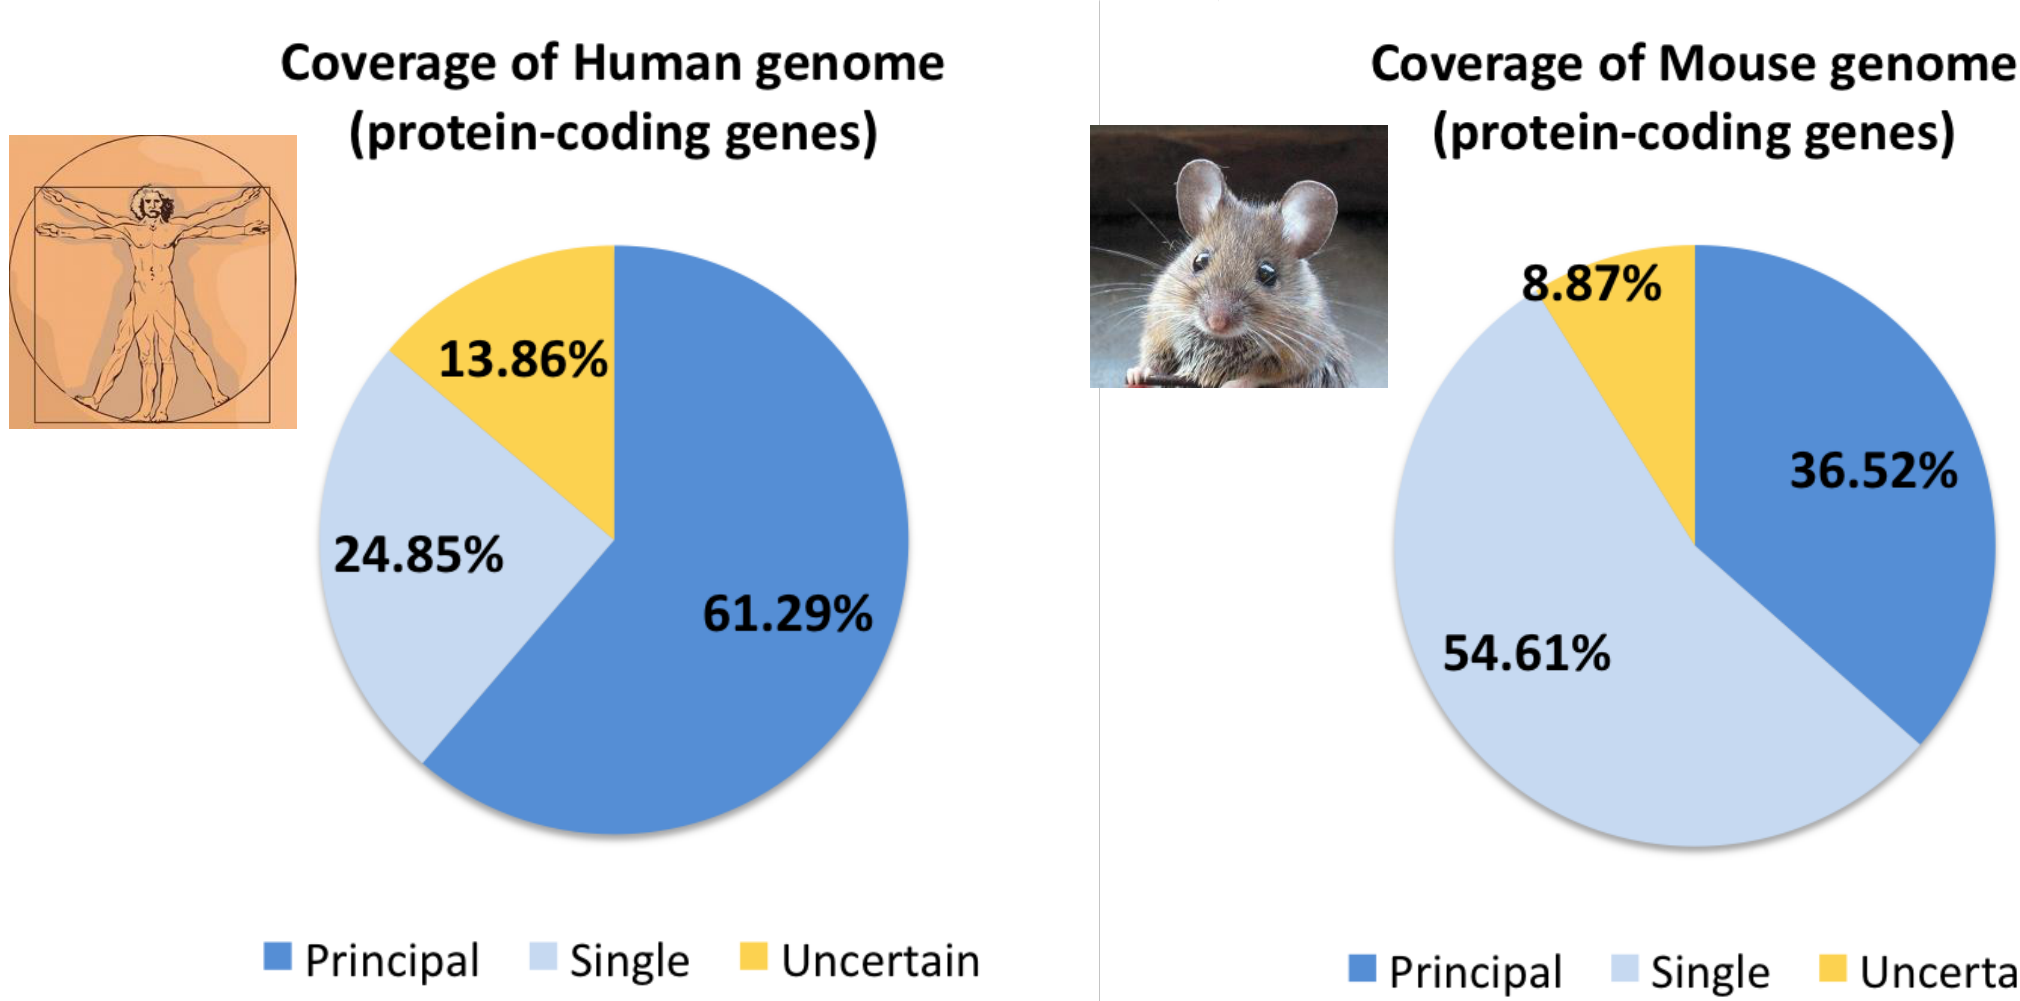 Coverage of Human genome
(protein-coding genes)
13.86%
24.85%
61.29%
Principal Single Uncertain
Coverage of Mouse genome
(protein-coding genes)
8.87%
36.52%
54.61%
Principal Single Uncerta